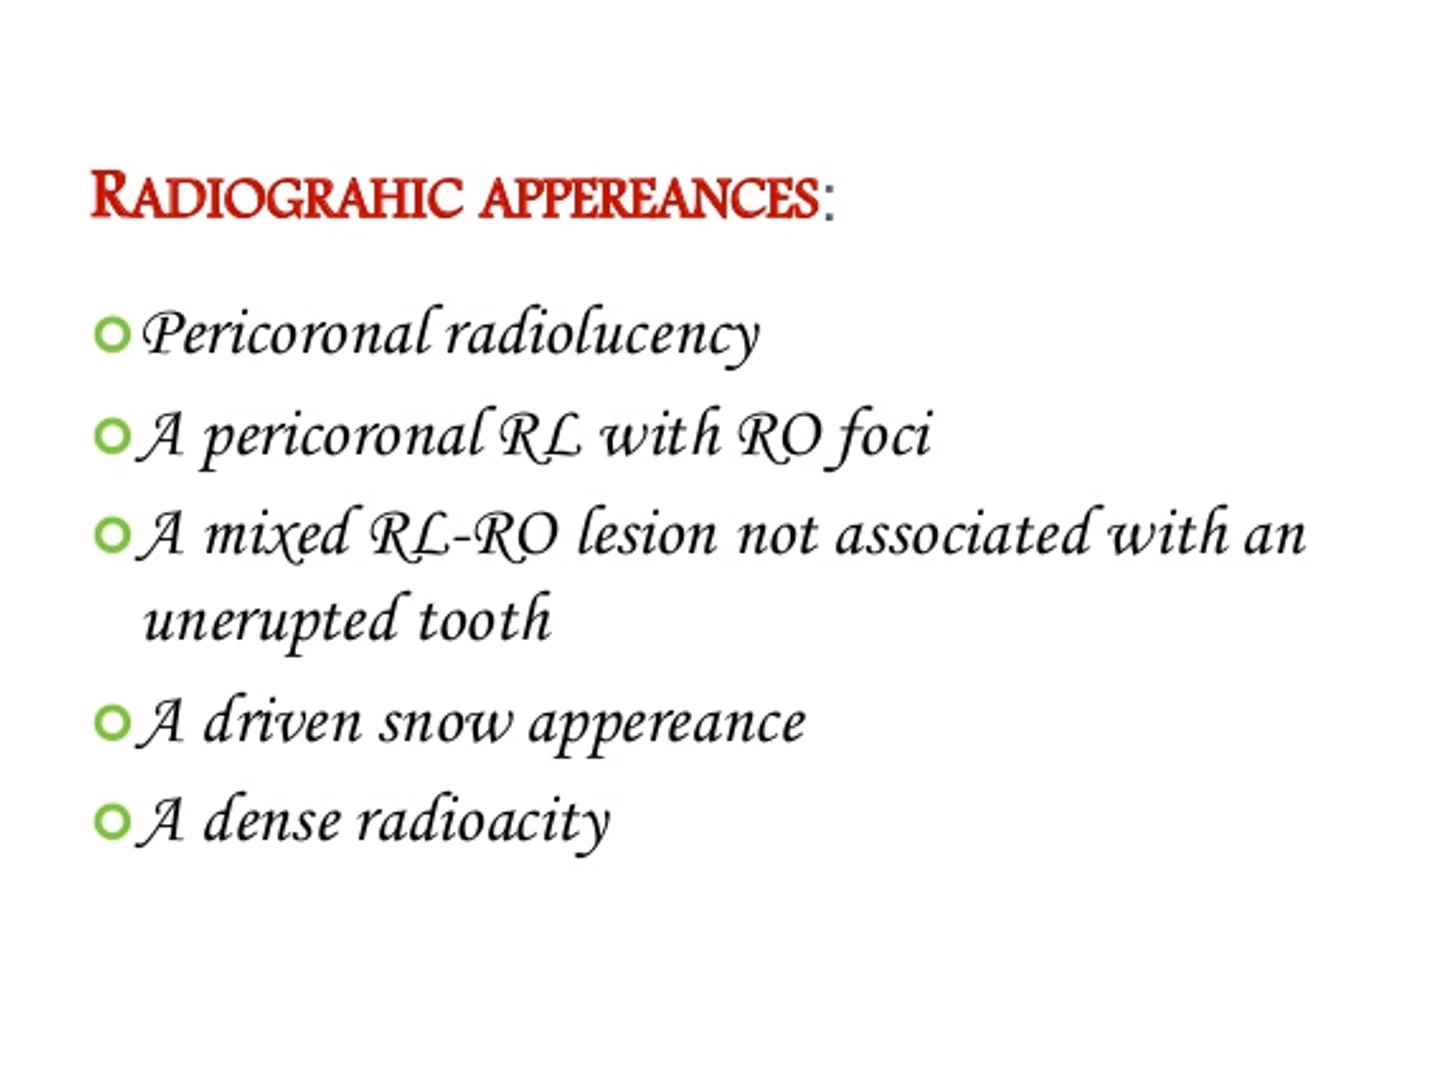 RADIOGRAHIC APPEREANCES:
Pericoronal radiolucency
A pericoronal RL with RO foci
A mixed RL-RO lesion not associated with an
unerupted tooth
A driven snow appereance
A dense radioacity